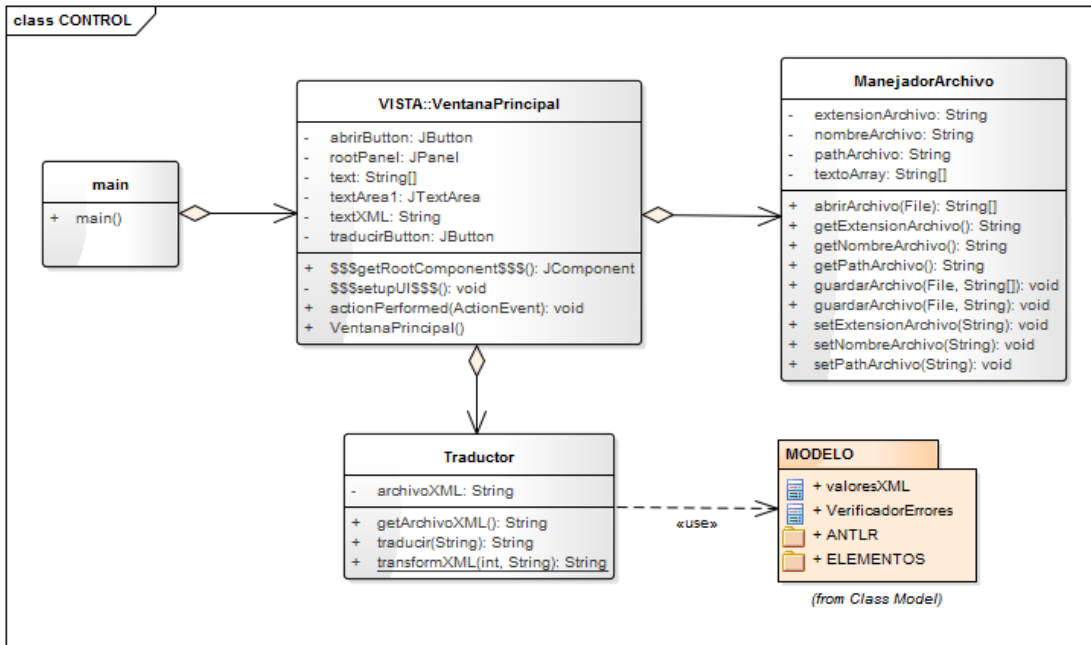 class CONTROL
main
+ main()
VISTA::VentanaPrincipal
- abrirButton: JButton
- rootPanel: JPanel
- text: String[]
- textArea1: JTextArea
- textXML: String
- traducirButton: JButton
+ $$$getRootComponent$$$(): JComponent
- $$$setupUI$$$(): void
+ actionPerformed(ActionEvent): void
+ VentanaPrincipal()
ManejadorArchivo
- extensionArchivo: String
- nombreArchivo: String
- pathArchivo: String
- textoArray: String[]
+ abrirArchivo(File): String[]
+ getExtensionArchivo(): String
+ getNombreArchivo(): String
+ getPathArchivo(): String
+ guardarArchivo(File, String[]): void
+ guardarArchivo(File, String): void
+ setExtensionArchivo(String): void
+ setNombreArchivo(String): void
+ setPathArchivo(String): void
Traductor
- archivoXML: String
+ getArchivoXML(): String
+ traducir(String): String
+ transformXML(int, String): String
«use»
MODELO
+ valoresXML
+ VerificadorErrores
+ ANTLR
+ ELEMENTOS
(from Class Model)